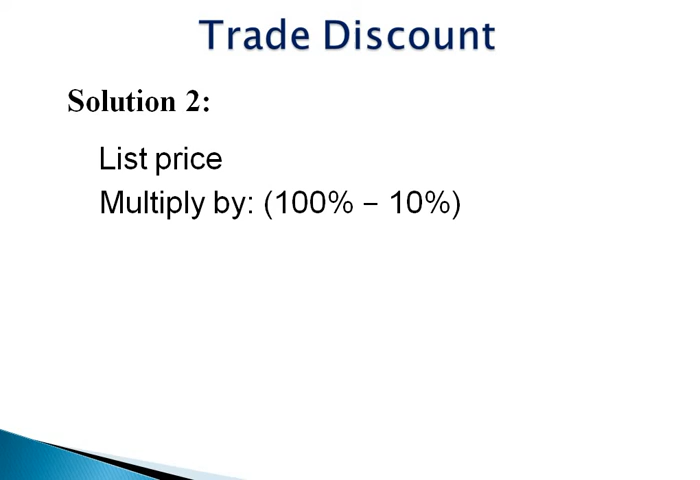 Trade Discount
Solution 2:
List price
Multiply by: (100% – 10%)